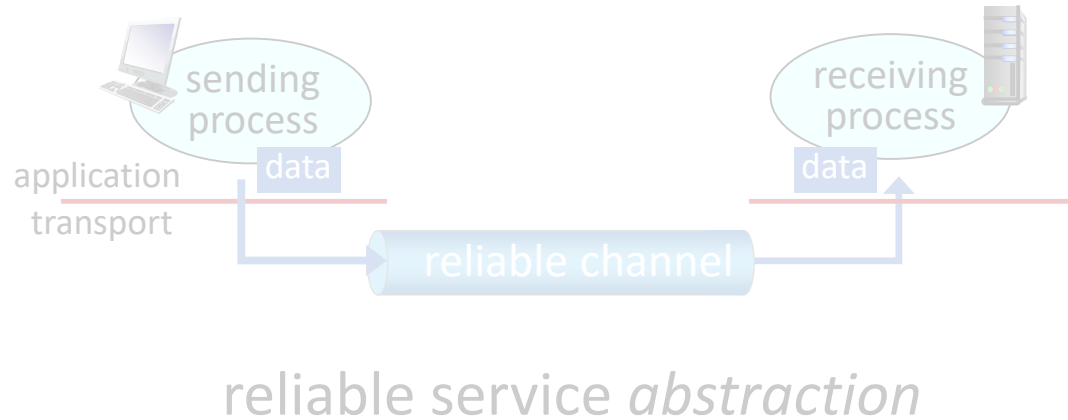 sending
process
receiving
process
data
data
application
transport
reliable channel
reliable service abstraction